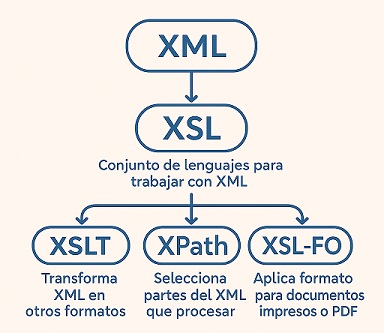 XML
XSL
Conjunto de lenguajes para
trabajar con XML
XSLT
Transforma
XML en
otros formatos
XPath
Selecciona
partes del XML
que procesar
XSL-FO
Aplica formato
para documentos
impresos o PDF